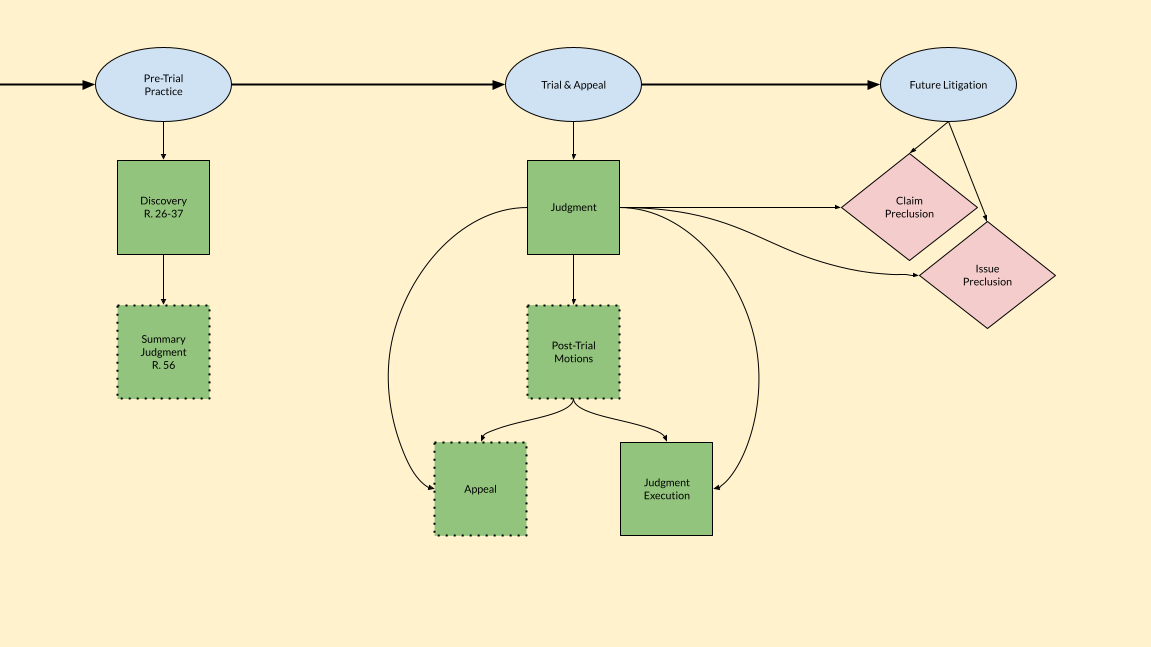 Pre-Trial
Practice
Trial & Appeal
Future Litigation
Discovery
R. 26-37
Judgment
Claim
Preclusion
Issue
Preclusion
Summary
Judgment
R. 56
Post-Trial
Motions
Appeal
Judgment
Execution